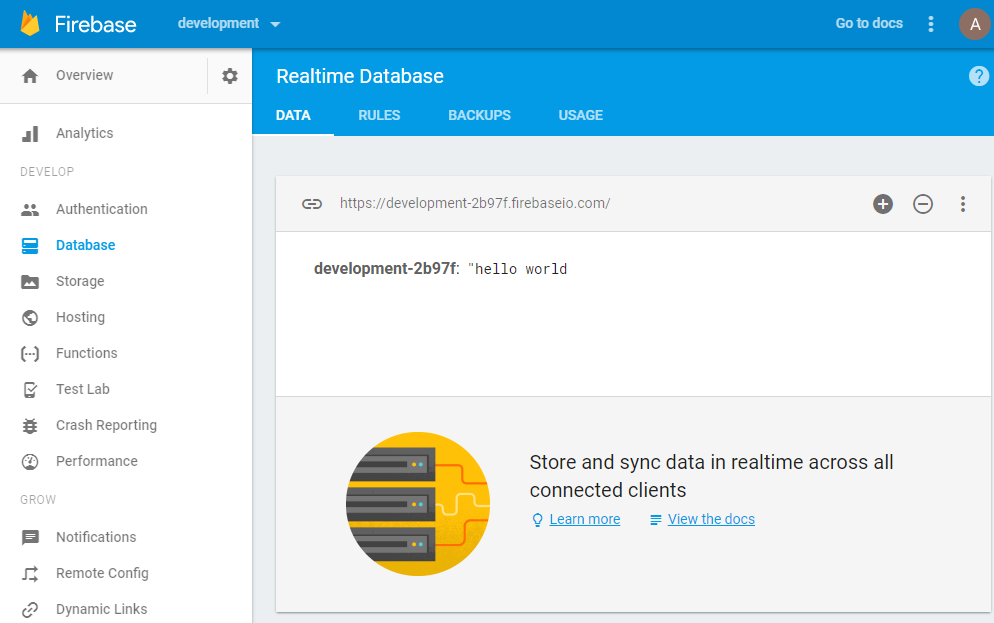 Firebase
development
Go to docs
A
Overview
Realtime Database
?
DATA RULES BACKUPS USAGE
Analytics
DEVELOP
Authentication
Database
Storage
Hosting
Functions
Test Lab
Crash Reporting
Performance
GROW
Notifications
Remote Config
Dynamic Links
https://development-2b97f.firebaseio.com/
development-2b97f: "hello world
Store and sync data in realtime across all
connected clients
Learn more View the docs